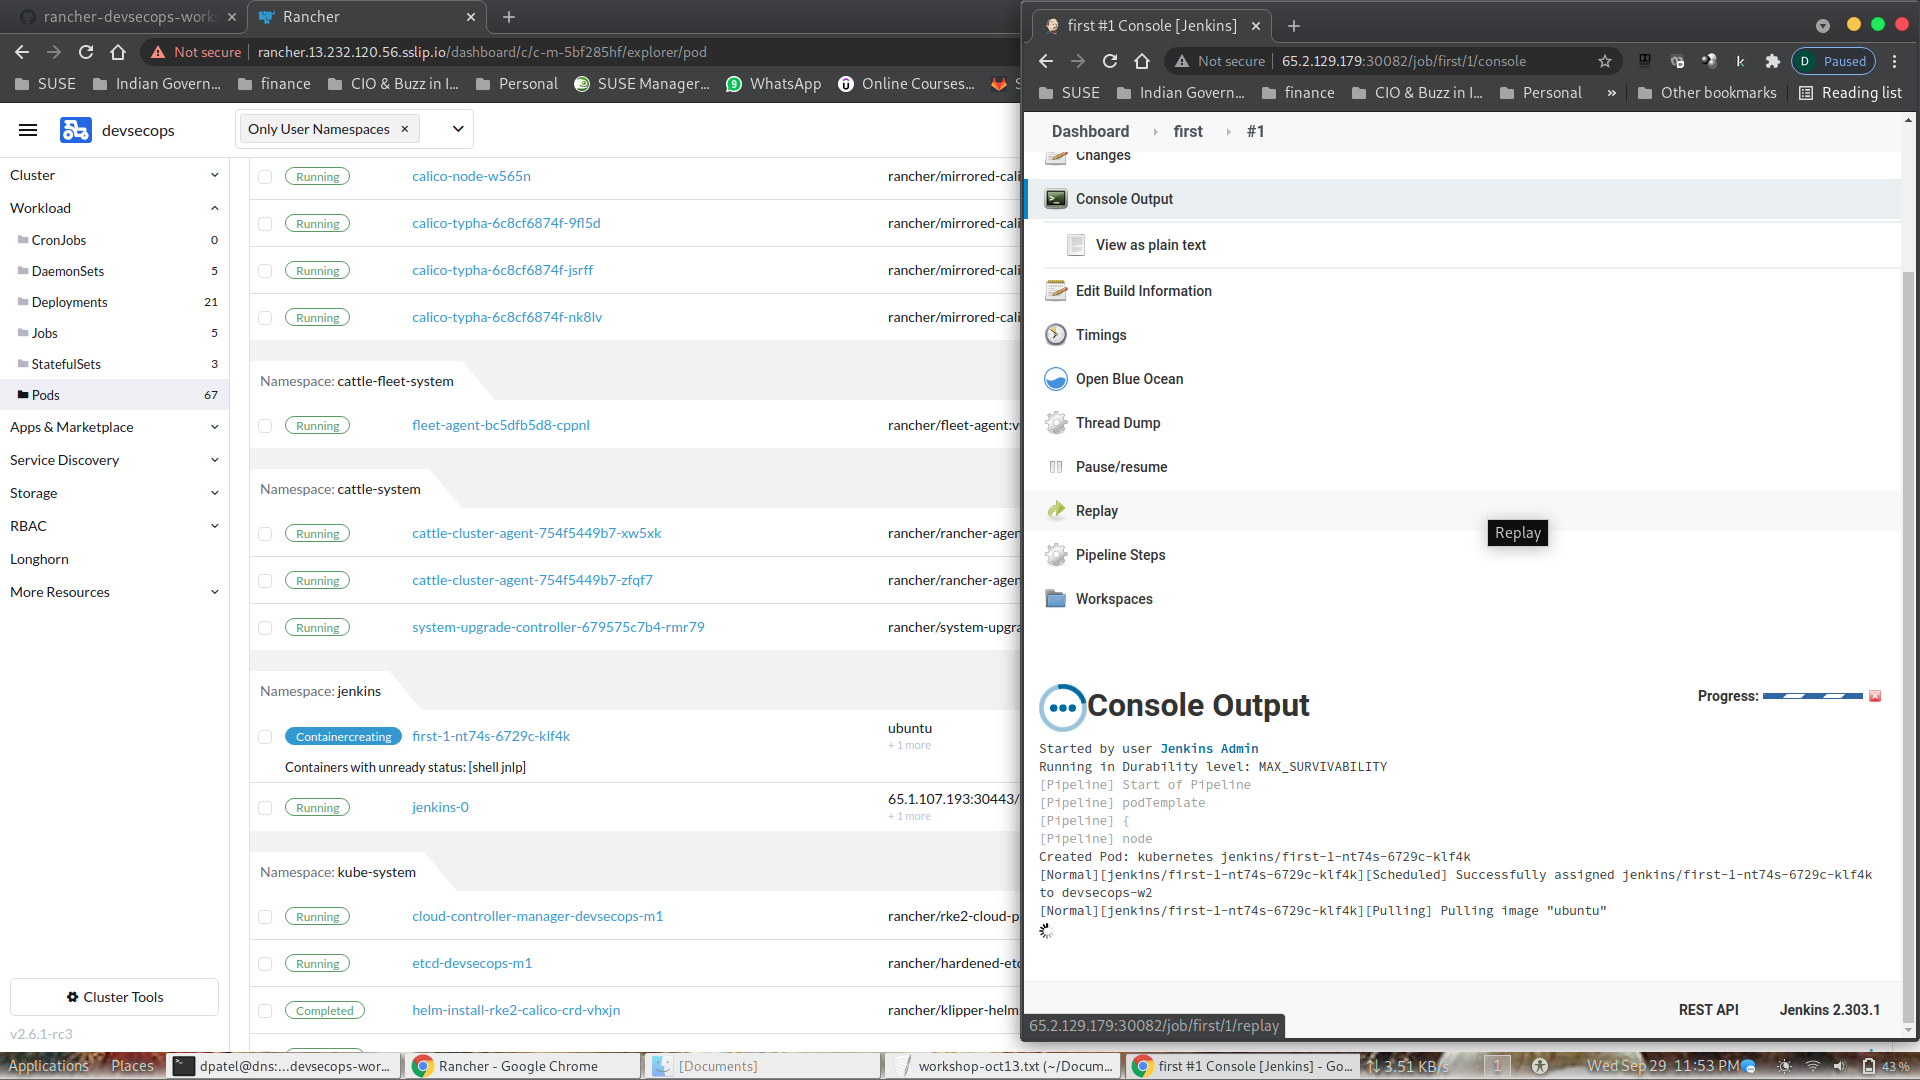 rancher-devsecops-works
Rancher
Not secure
rancher.13.232.120.56.sslip.io/dashboard/c/c-m-5bf285hf/explorer/pod
SUSE
Indian Govern...
finance
CIO & Buzz in I...
Personal
SUSE Manager...
WhatsApp
Online Courses...
devsecops
Only User Namespaces
Cluster
Workload
CronJobs 0
DaemonSets 5
Deployments 21
Jobs 5
StatefulSets 3
Pods 67
Apps & Marketplace
Service Discovery
Storage
RBAC
Longhorn
More Resources
Cluster Tools
v2.6.1-rc3
Running calico-node-w565n rancher/mirrored-cali
Running calico-typha-6c8cf6874f-9fl5d rancher/mirrored-cali
Running calico-typha-6c8cf6874f-jsrff rancher/mirrored-cali
Running calico-typha-6c8cf6874f-nk8lv rancher/mirrored-cali
Namespace: cattle-fleet-system
Running fleet-agent-bc5dfb5d8-cppnl rancher/fleet-agent:v
Namespace: cattle-system
Running cattle-cluster-agent-754f5449b7-xw5xk rancher/rancher-agen
Running cattle-cluster-agent-754f5449b7-zfqf7 rancher/rancher-agen
Running system-upgrade-controller-679575c7b4-rmr79 rancher/system-upgra
Namespace: jenkins
Containercreating first-1-nt74s-6729c-klf4k ubuntu
+ 1 more
Containers with unready status: [shell jnlp]
Running jenkins-0 65.1.107.193:30443/
+ 1 more
Namespace: kube-system
Running cloud-controller-manager-devsecops-m1 rancher/rke2-cloud-p
Running etcd-devsecops-m1 rancher/hardened-etc
Completed helm-install-rke2-calico-crd-vhxjn rancher/klipper-helm
first #1 Console [Jenkins]
Not secure
65.2.129.179:30082/job/first/1/console
D Paused
SUSE
Indian Govern...
finance
CIO & Buzz in I...
Personal
»
Other bookmarks
Reading list
Dashboard
first
#1
Changes
Console Output
View as plain text
Edit Build Information
Timings
Open Blue Ocean
Thread Dump
Pause/resume
Replay
Replay
Pipeline Steps
Workspaces
Console Output
Progress:
Started by user Jenkins Admin
Running in Durability level: MAX_SURVIVABILITY
[Pipeline] Start of Pipeline
[Pipeline] podTemplate
[Pipeline] {
[Pipeline] node
Created Pod: kubernetes jenkins/first-1-nt74s-6729c-klf4k
[Normal][jenkins/first-1-nt74s-6729c-klf4k][Scheduled] Successfully assigned jenkins/first-1-nt74s-6729c-klf4k
to devsecops-w2
[Normal][jenkins/first-1-nt74s-6729c-klf4k][Pulling] Pulling image "ubuntu"
REST API
Jenkins 2.303.1
65.2.129.179:30082/job/first/1/replay
Applications
Places
dpatel@dns:...devsecops-wor...
Rancher - Google Chrome
[Documents]
workshop-oct13.txt (~/Docum...
first #1 Console [Jenkins] - Go...
3.51 KB/s
1
Wed Sep 29 11:53 PM
43 %